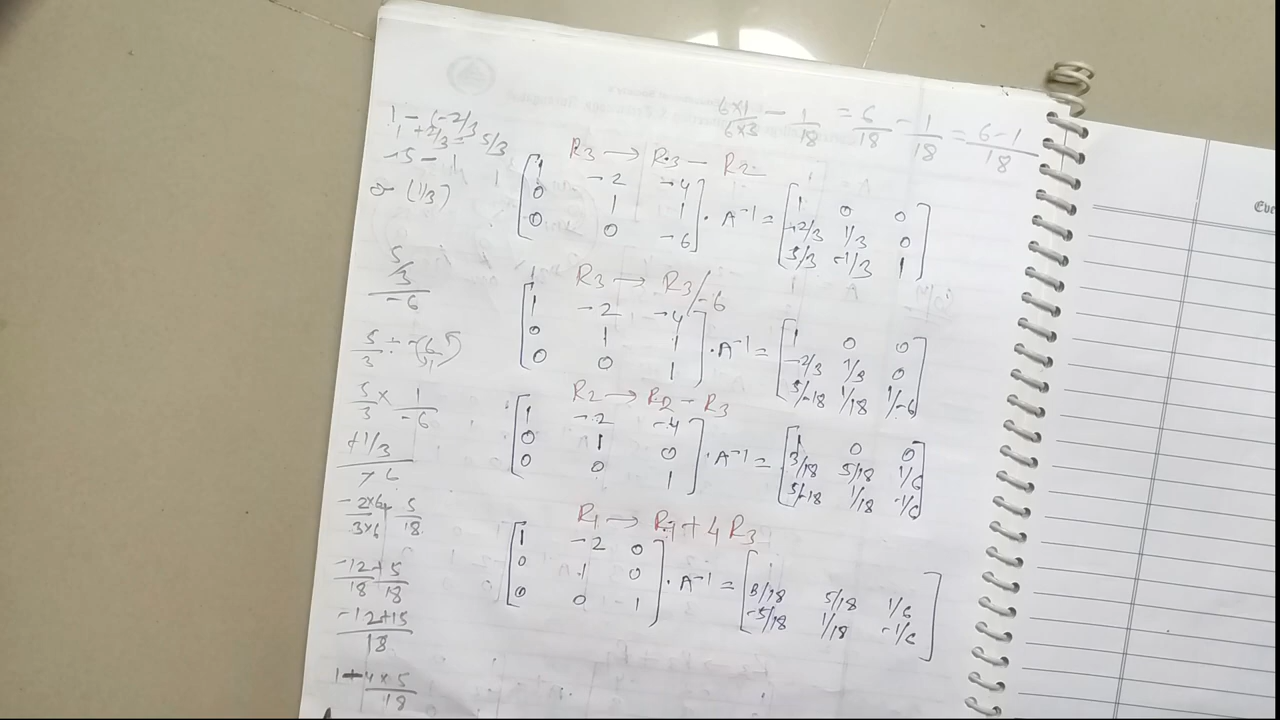 6×1/6×3 - 1/18 = 6/18 - 1/18 = 6-1/18
1 - (-2/3
1 + 2/3 = 5/3
R3 → R3 - R2
-5 - 1
0 - (1/3)
[1 -2 -4] [1 0 0]
[0 1 1] . A-1 = [-2/3 1/3 0]
[0 0 -6] [5/3 -1/3 1]
5/3
-6
R3 → R3/-6
5/3 ÷ -(6/1)
[1 -2 -4] [1 0 0]
[0 1 1] . A-1 = [-2/3 1/3 0]
[0 0 1] [5/-18 1/18 1/-6]
5/3 × 1/-6
R2 → R2 - R3
+1/3
+6
[1 -2 -4] [1 0 0]
[0 1 0] . A-1 = [3/18 5/18 1/6]
[0 0 1] [5/-18 1/18 -1/6]
-2×6/3×6 + 5/18
R1 → R1 + 4R3
-12/18 + 5/18
[1 -2 0]
[0 1 0] . A-1 = [3/18 5/18 1/6]
[0 0 1] [-5/18 1/18 -1/6]
-12+15
18
1 + 4×5
18